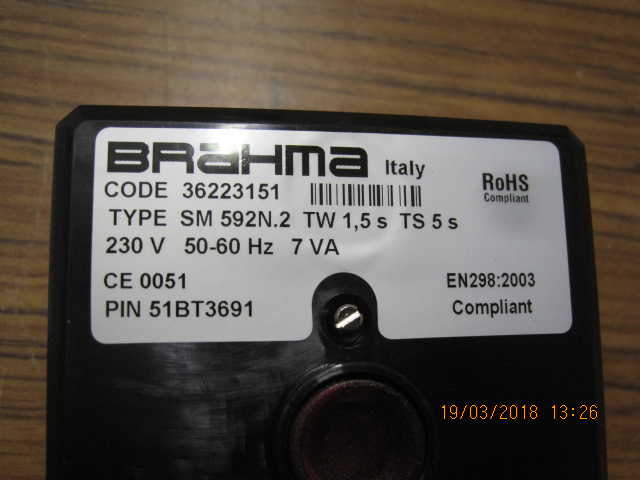 BRAHMA Italy
RoHS
Compliant
CODE 36223151
TYPE SM 592N.2 TW 1,5 s TS 5 s
230 V 50-60 Hz 7 VA
CE 0051
EN298:2003
PIN 51BT3691
Compliant
19/03/2018 13:26